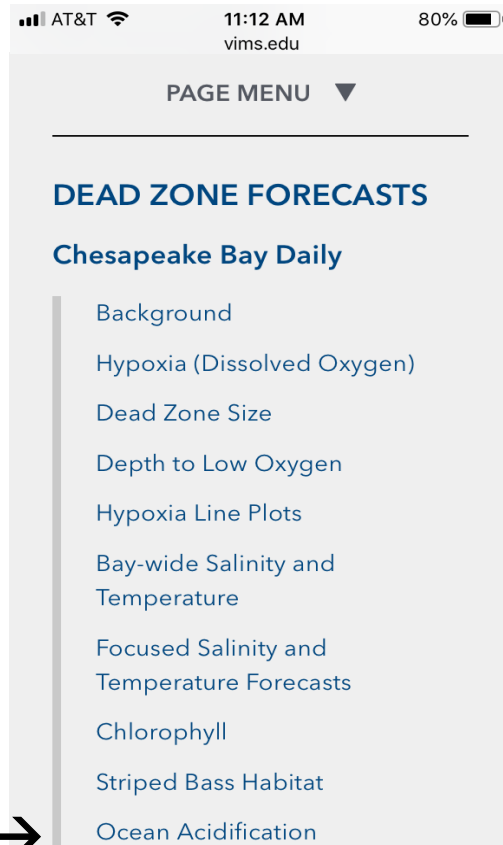 AT&T 11:12 AM 80%
vims.edu
PAGE MENU ▼
DEAD ZONE FORECASTS
Chesapeake Bay Daily
Background
Hypoxia (Dissolved Oxygen)
Dead Zone Size
Depth to Low Oxygen
Hypoxia Line Plots
Bay-wide Salinity and
Temperature
Focused Salinity and
Temperature Forecasts
Chlorophyll
Striped Bass Habitat
Ocean Acidification